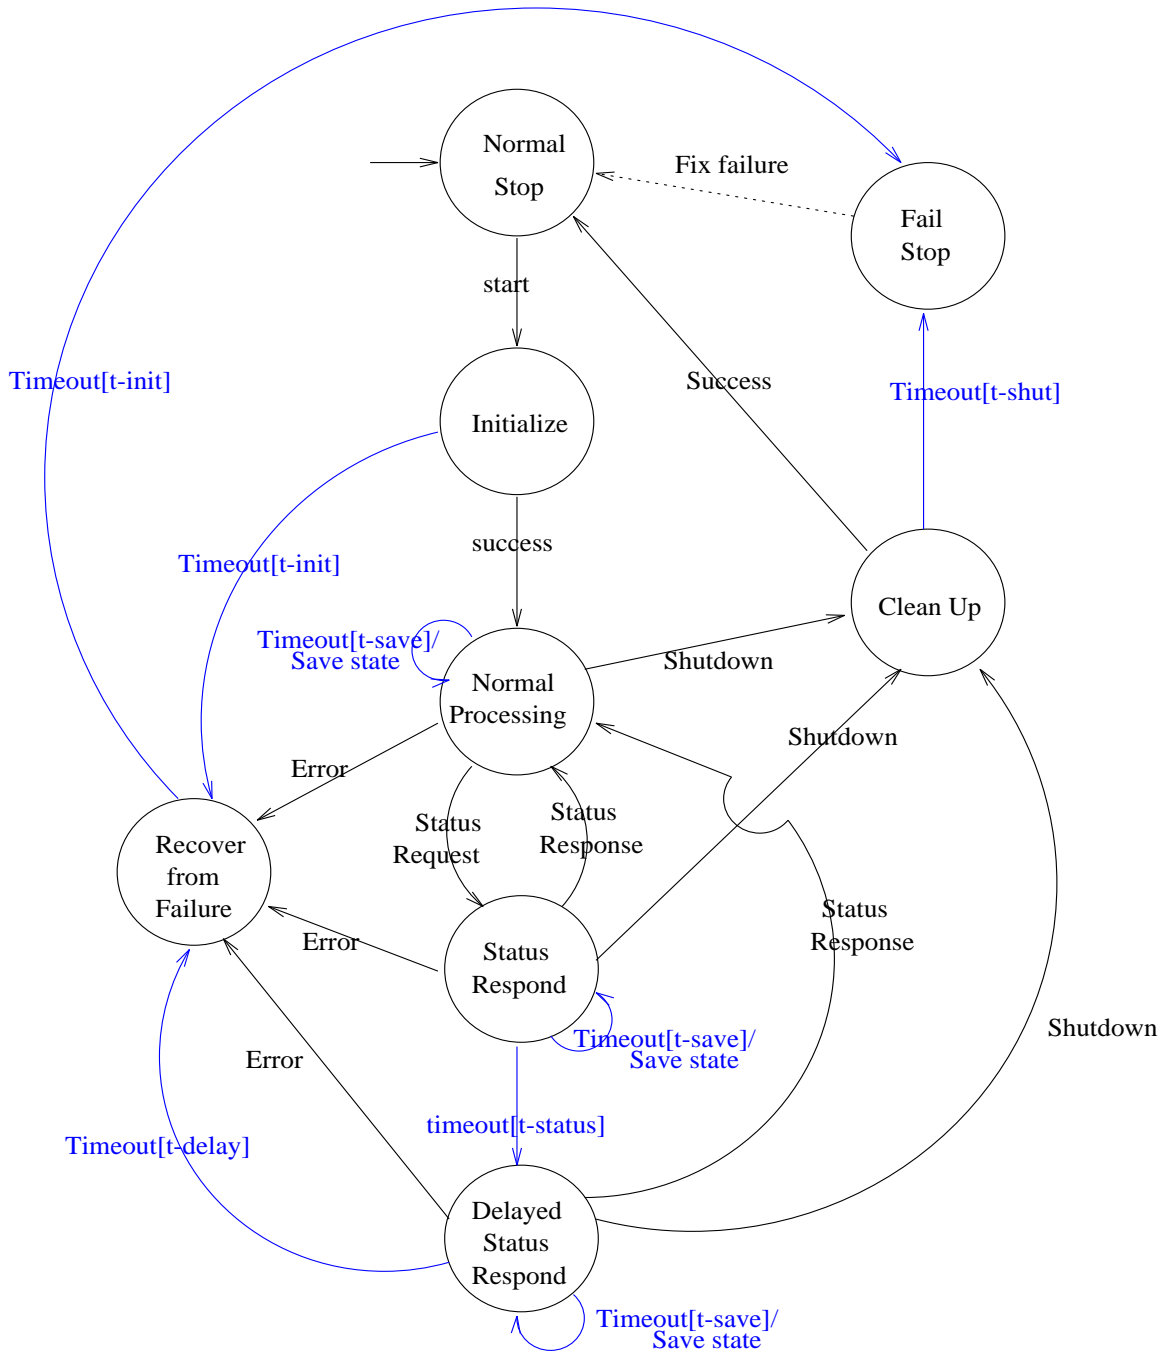 Normal
Stop
Fix failure
Fail
Stop
start
Timeout[t-init]
Success
Timeout[t-shut]
Initialize
success
Timeout[t-init]
Clean Up
Timeout[t-save]/
Save state
Shutdown
Normal
Processing
Shutdown
Error
Status
Request
Status
Response
Recover
from
Failure
Status
Response
Error
Status
Respond
Shutdown
Timeout[t-save]/
Save state
Error
timeout[t-status]
Timeout[t-delay]
Delayed
Status
Respond
Timeout[t-save]/
Save state